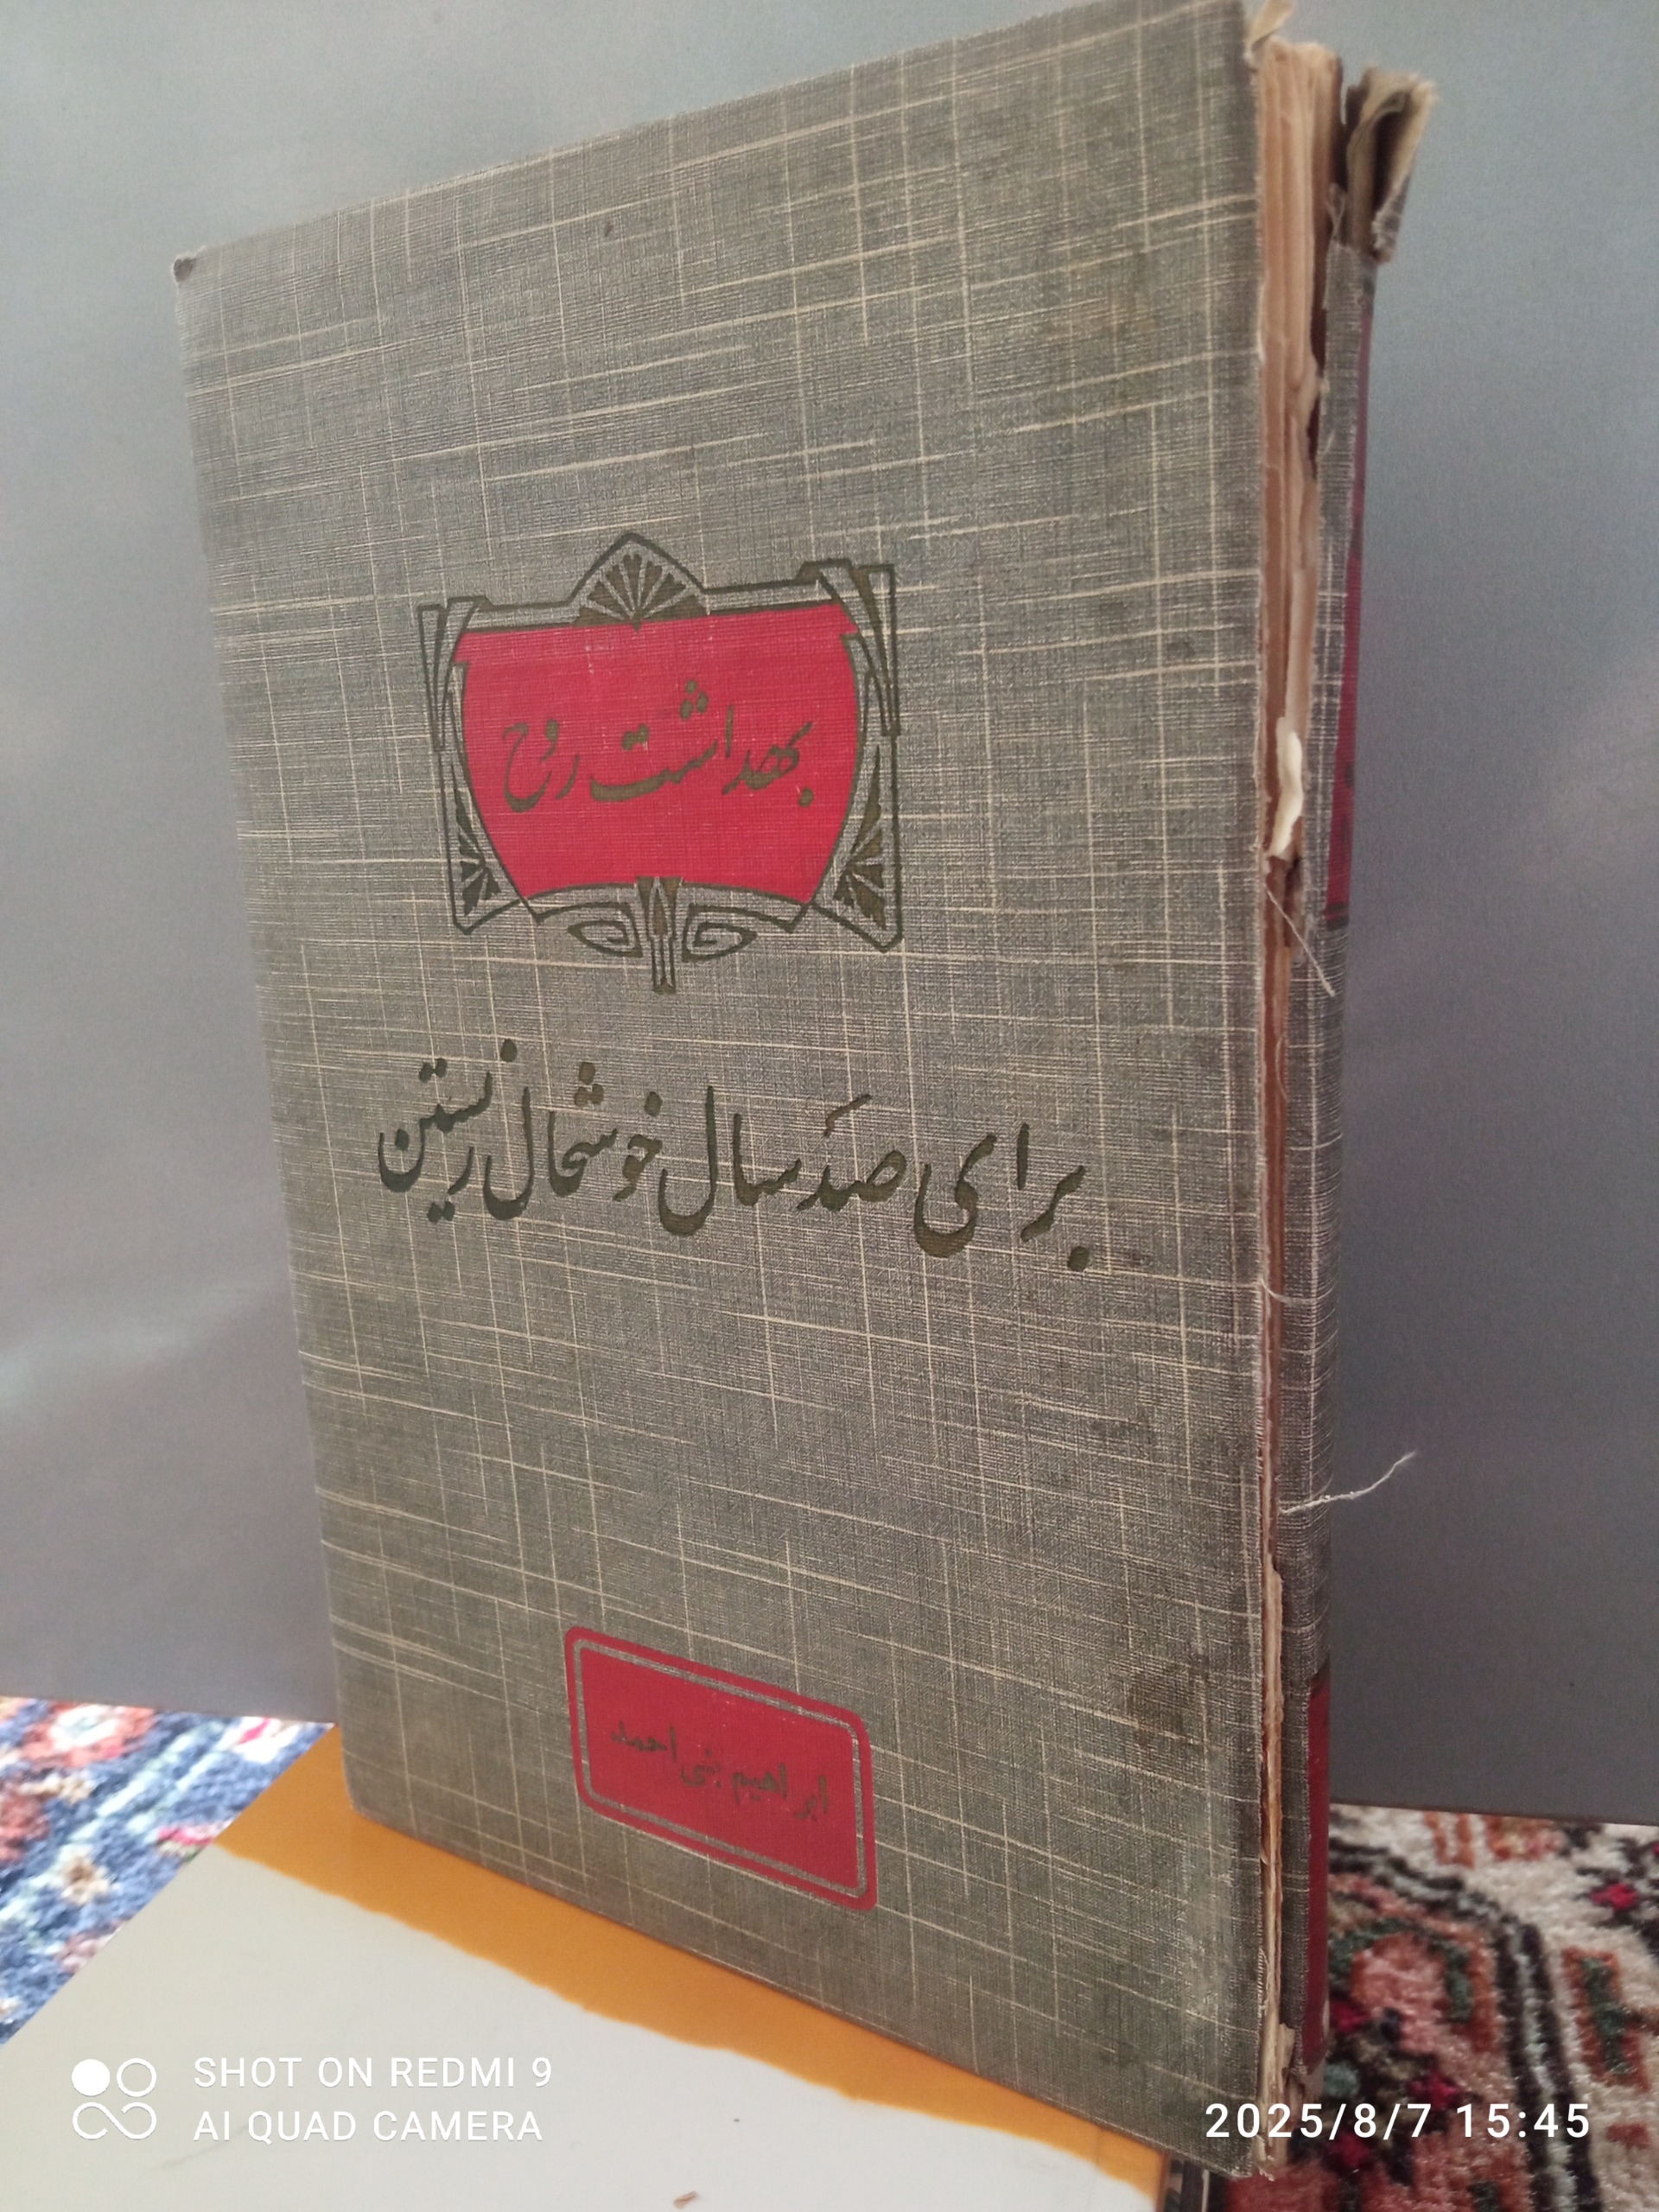 بهداشت روح
برای صد سال خوشحال زیستن
ابراهیم بنی احمد
SHOT ON REDMI 9
AI QUAD CAMERA
2025/8/7 15:45